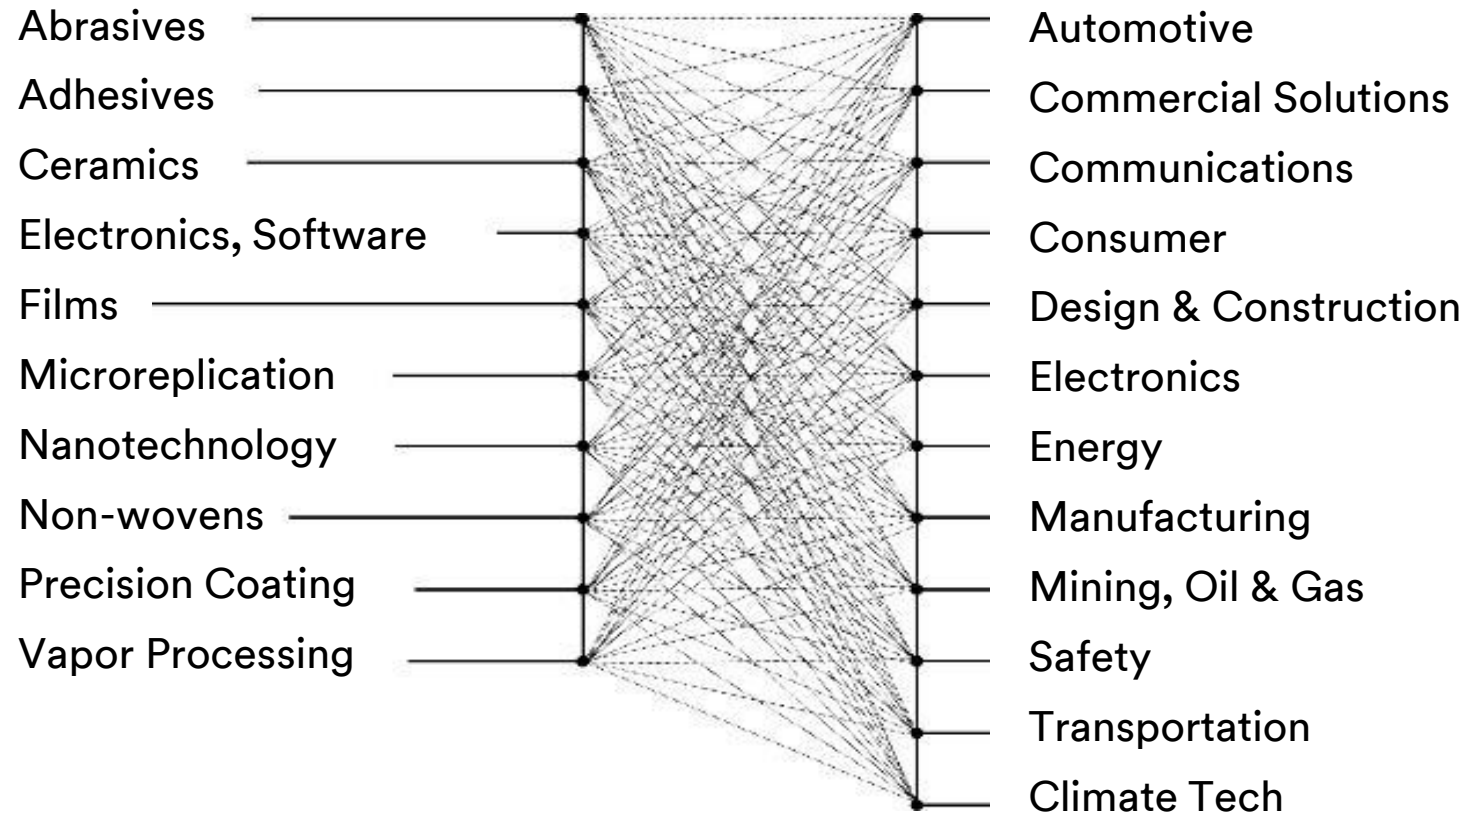 Abrasives
Adhesives
Ceramics
Electronics, Software
Films
Microreplication
Nanotechnology
Non-wovens
Precision Coating
Vapor Processing
Automotive
Commercial Solutions
Communications
Consumer
Design & Construction
Electronics
Energy
Manufacturing
Mining, Oil & Gas
Safety
Transportation
Climate Tech